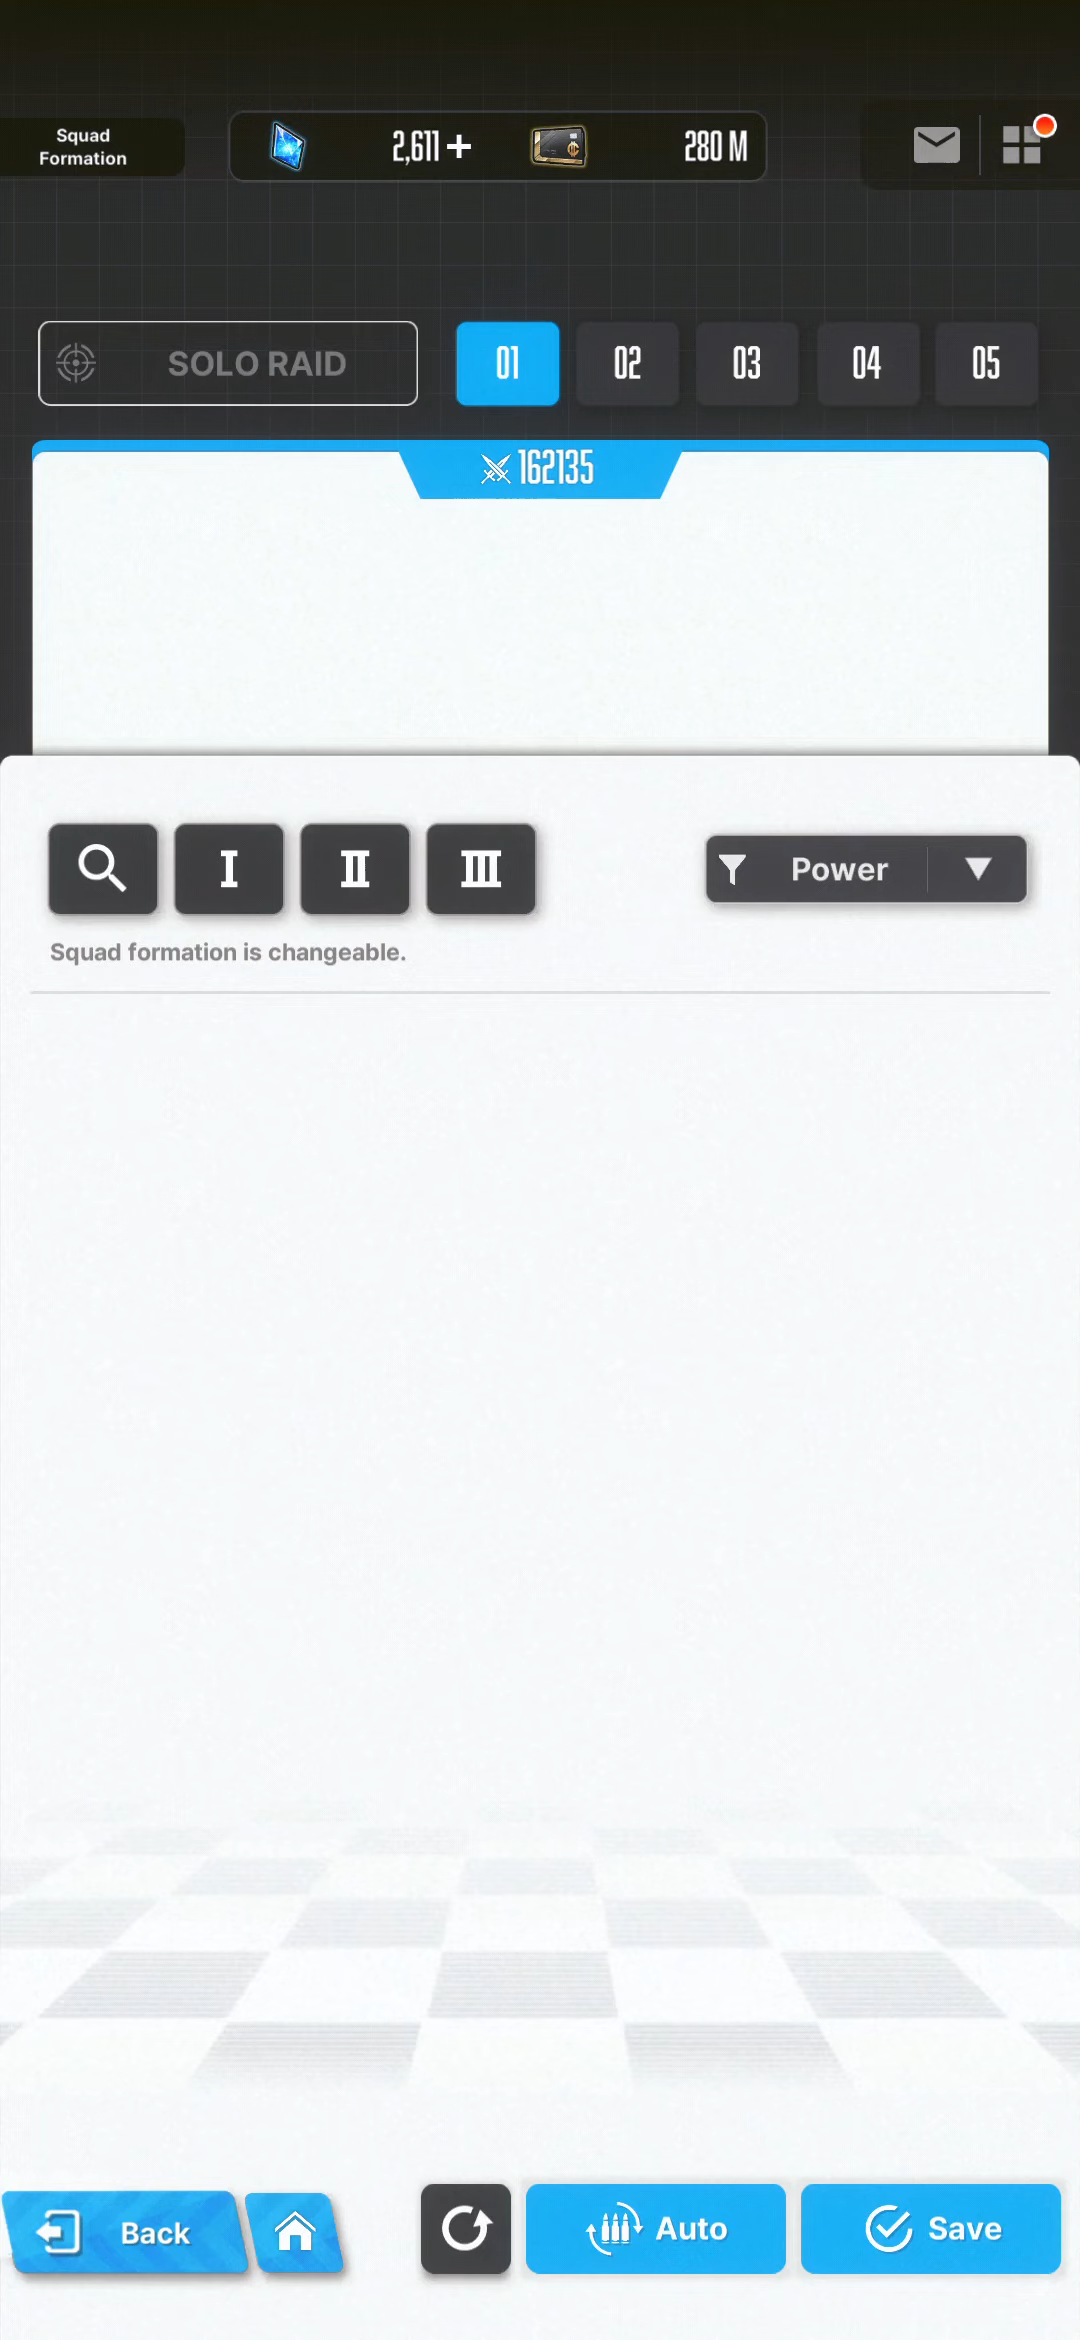 Squad
Formation
2,611
280 M
SOLO RAID
01
02
03
04
05
162135
I
II
III
Power
Squad formation is changeable.
Back
Auto
Save